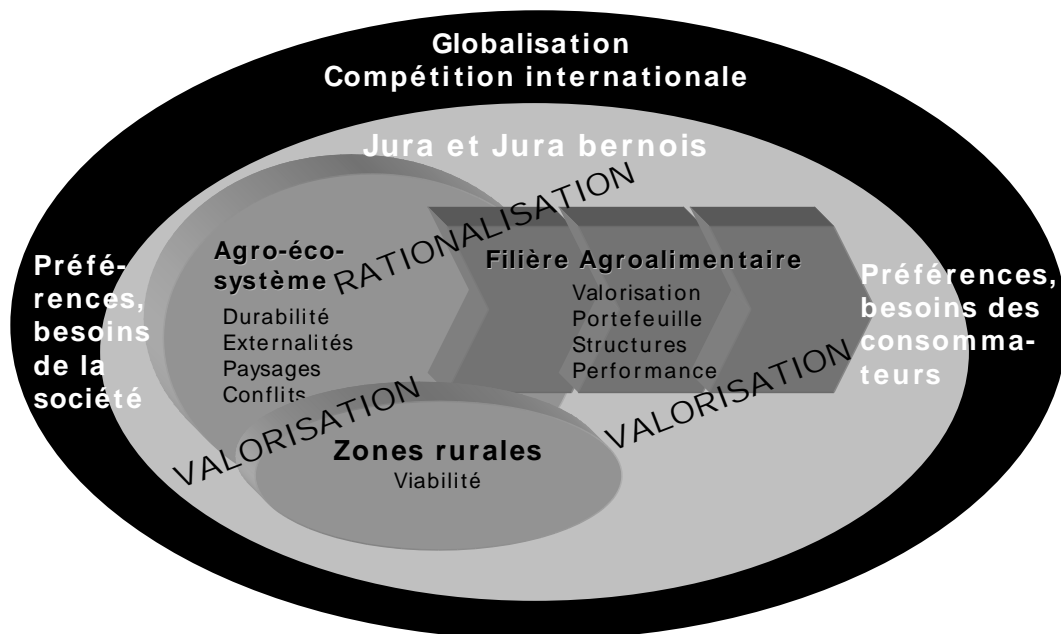 Globalisation
Compétition internationale
Jura et Jura bernois
RATIONALISATION
Agro-éco-
système
Durabilité
Externalités
Paysages
Conflits
Filière Agroalimentaire
Valorisation
Portefeuille
Structures
Performance
Préfé-
rences,
besoins
de la
société
Préférences,
besoins des
consomma-
teurs
VALORISATION
VALORISATION
Zones rurales
Viabilité